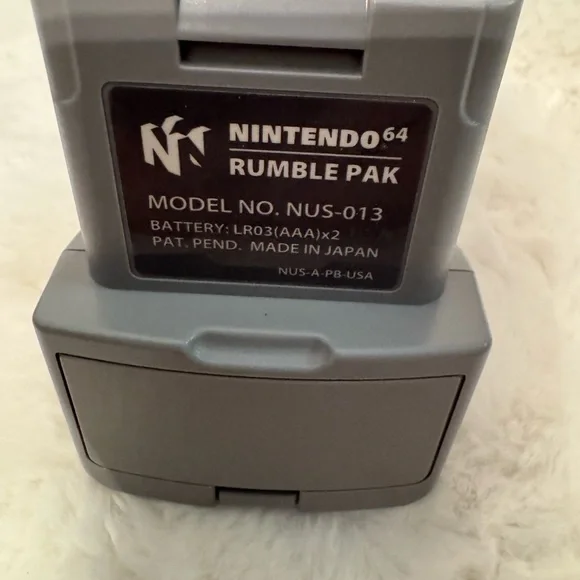 NINTENDO64
RUMBLE PAK
MODEL NO. NUS-013
BATTERY: LR03(AAA)x2
PAT. PEND. MADE IN JAPAN
NUS-A-PB-USA